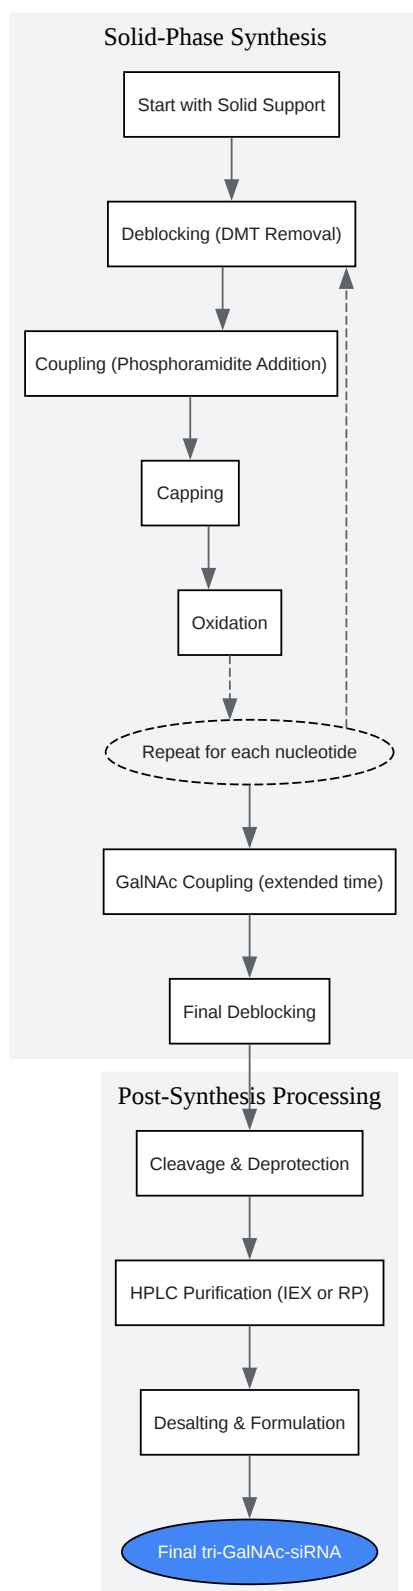 Solid-Phase Synthesis
Start with Solid Support
Deblocking (DMT Removal)
Coupling (Phosphoramidite Addition)
Capping
Oxidation
Repeat for each nucleotide
GalNAc Coupling (extended time)
Final Deblocking
Post-Synthesis Processing
Cleavage & Deprotection
HPLC Purification (IEX or RP)
Desalting & Formulation
Final tri-GalNAc-siRNA